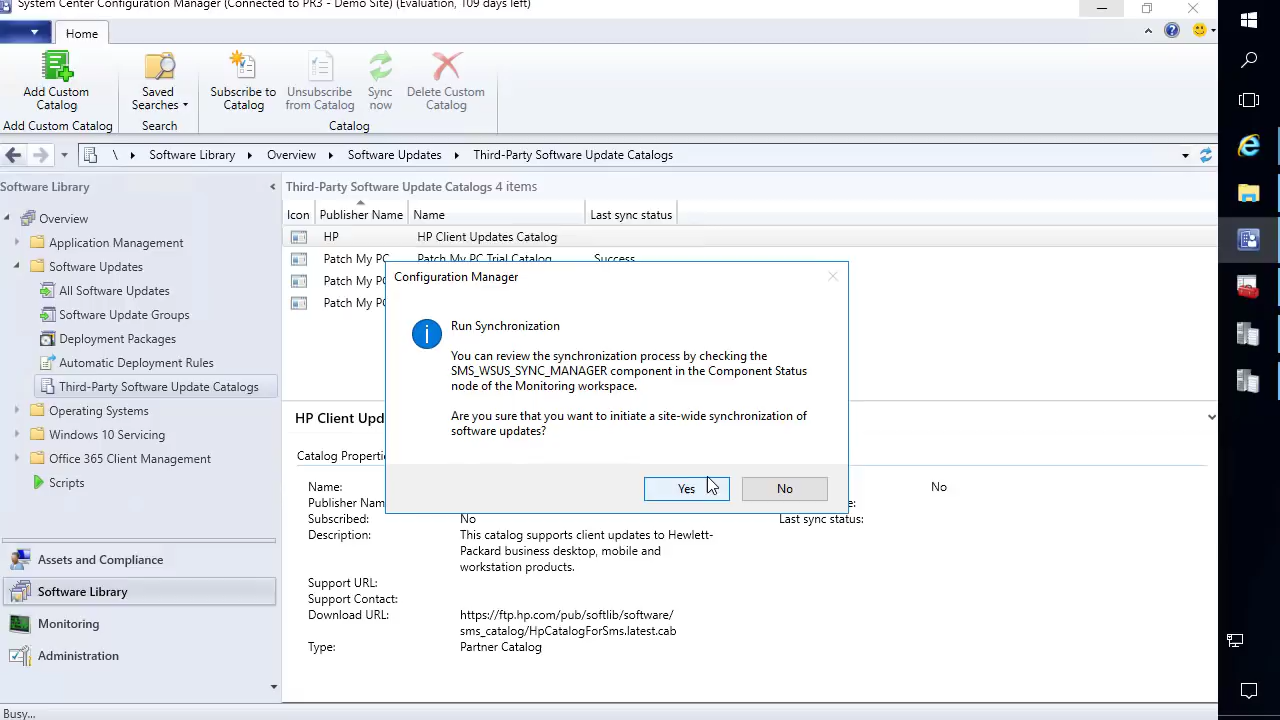 System Center Configuration Manager (Connected to PR3 - Demo Site) (Evaluation, 109 days left)
Home
Add Custom Catalog
Saved Searches
Subscribe to Catalog
Unsubscribe from Catalog
Sync now
Delete Custom Catalog
Add Custom Catalog
Search
Catalog
\ Software Library Overview Software Updates Third-Party Software Update Catalogs
Software Library
Overview
Application Management
Software Updates
All Software Updates
Software Update Groups
Deployment Packages
Automatic Deployment Rules
Third-Party Software Update Catalogs
Operating Systems
Windows 10 Servicing
Office 365 Client Management
Scripts
Assets and Compliance
Software Library
Monitoring
Administration
Third-Party Software Update Catalogs 4 items
Icon Publisher Name Name Last sync status
HP HP Client Updates Catalog
Patch My PC Patch My PC Trial Catalog Success
Patch My P
Patch My P
Configuration Manager
Run Synchronization
You can review the synchronization process by checking the
SMS_WSUS_SYNC_MANAGER component in the Component Status
node of the Monitoring workspace.
Are you sure that you want to initiate a site-wide synchronization of
software updates?
Yes No
HP Client Upd
Catalog Properti
Name: No
Publisher Nam
Subscribed: No Last sync status:
Description: This catalog supports client updates to Hewlett-
Packard business desktop, mobile and
workstation products.
Support URL:
Support Contact:
Download URL: https://ftp.hp.com/pub/softlib/software/
sms_catalog/HpCatalogForSms.latest.cab
Type: Partner Catalog
Busy...